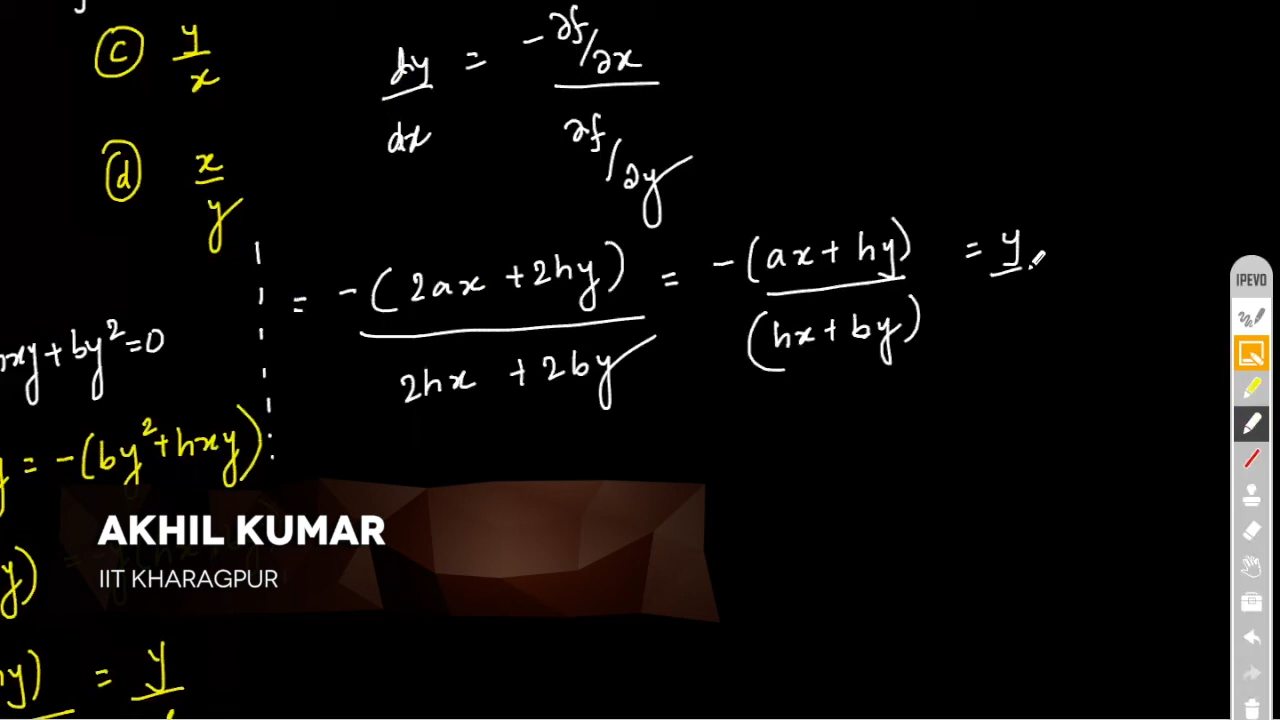 ⓒ y/x
dy/dx = -∂f/∂x / ∂f/∂y
ⓓ x/y
= -(2ax + 2hy) / 2hx + 2by = -(ax + hy) / (hx + by) = y
xy + by² = 0
y = -(by² + hxy)
AKHIL KUMAR
IIT KHARAGPUR
y)
y) = y
IPEVO